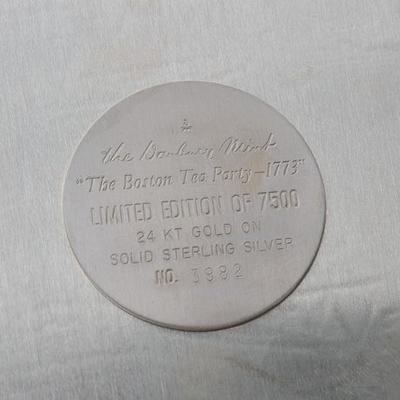 the Danbury Mint
"The Boston Tea Party—1773"
LIMITED EDITION OF 7500
24 KT GOLD ON
SOLID STERLING SILVER
NO. 3982